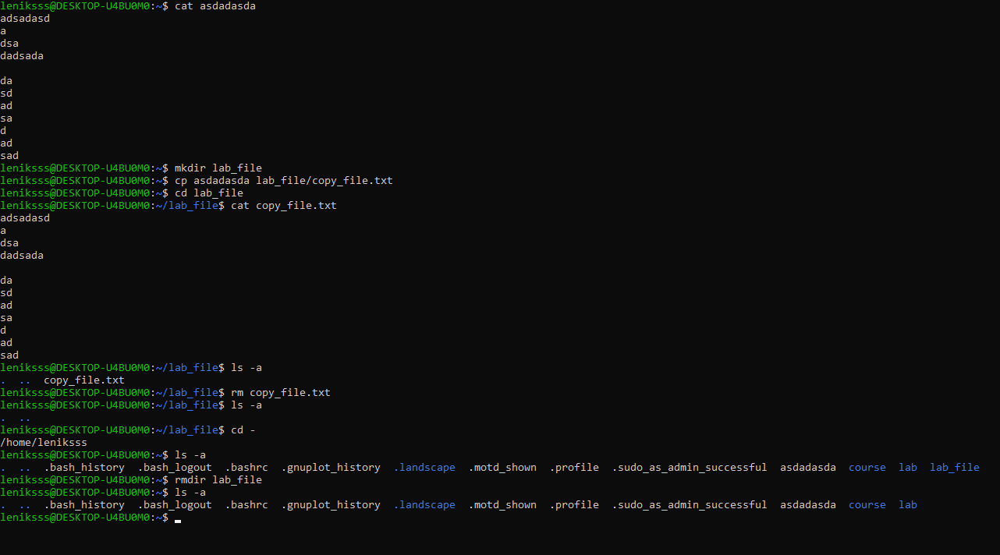 leniksss@DESKTOP-U4BU0M0:~$ cat asdadasda
adsadasd
a
dsa
dadsada

da
sd
ad
sa
d
ad
sad
leniksss@DESKTOP-U4BU0M0:~$ mkdir lab_file
leniksss@DESKTOP-U4BU0M0:~$ cp asdadasda lab_file/copy_file.txt
leniksss@DESKTOP-U4BU0M0:~$ cd lab_file
leniksss@DESKTOP-U4BU0M0:~/lab_file$ cat copy_file.txt
adsadasd
a
dsa
dadsada

da
sd
ad
sa
d
ad
sad
leniksss@DESKTOP-U4BU0M0:~/lab_file$ ls -a
.  ..  copy_file.txt
leniksss@DESKTOP-U4BU0M0:~/lab_file$ rm copy_file.txt
leniksss@DESKTOP-U4BU0M0:~/lab_file$ ls -a
.  ..
leniksss@DESKTOP-U4BU0M0:~/lab_file$ cd -
/home/leniksss
leniksss@DESKTOP-U4BU0M0:~$ ls -a
.  ..  .bash_history  .bash_logout  .bashrc  .gnuplot_history  .landscape  .motd_shown  .profile  .sudo_as_admin_successful  asdadasda  course  lab  lab_file
leniksss@DESKTOP-U4BU0M0:~$ rmdir lab_file
leniksss@DESKTOP-U4BU0M0:~$ ls -a
.  ..  .bash_history  .bash_logout  .bashrc  .gnuplot_history  .landscape  .motd_shown  .profile  .sudo_as_admin_successful  asdadasda  course  lab
leniksss@DESKTOP-U4BU0M0:~$